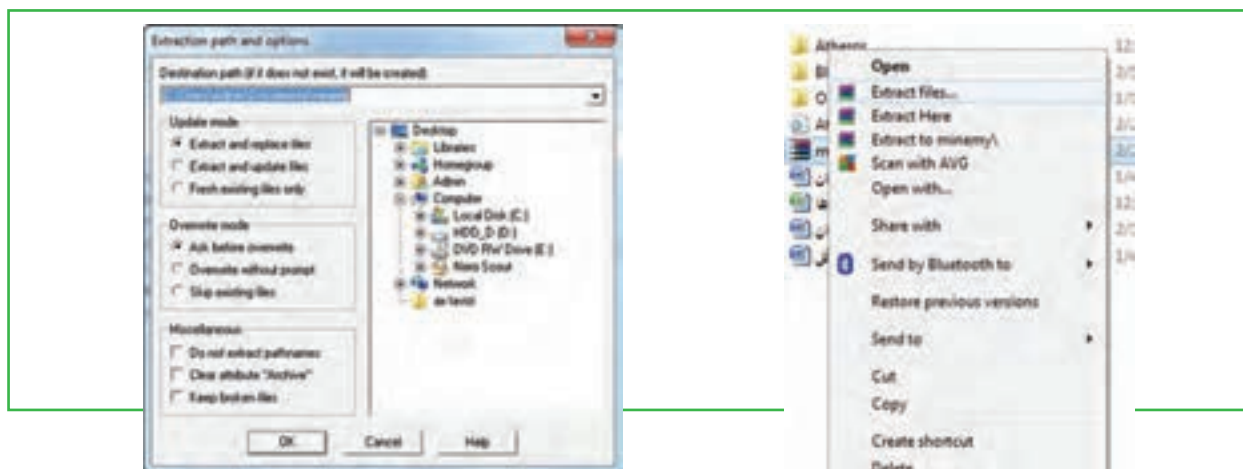 Extraction path and options
Destination path (if it does not exist, it will be created)
Update mode
Extract and replace files
Extract and update files
Fresh existing files only
Overwrite mode
Ask before overwrite
Overwrite without prompt
Skip existing files
Miscellaneous
Do not extract pathnames
Clear attribute "Archive"
Keep broken files
Desktop
Libraries
Homegroup
Admin
Computer
Local Disk (C:)
HDD_D (D:)
DVD RW Drive (E:)
Nero Scout
Network
OK
Cancel
Help
Atheros
Open
Extract files...
Extract Here
Extract to minemy\
Scan with AVG
Open with...
Share with
Send by Bluetooth to
Restore previous versions
Send to
Cut
Copy
Create shortcut
Delete